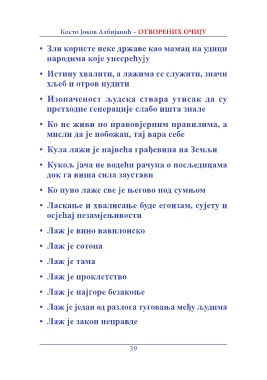 Косто Јоков Албијанић – ОТВОРЕНИХ ОЧИЈУ
• Зли користе неке државе као мамац на удици
народима које унесрећују
• Истину хвалити, а лажима се служити, значи
хљеб и отров нудити
• Изопаченост људска ствара утисак да су
претходне генерације слабо ишта знале
• Ко не живи по правовјерним правилима, а
мисли да је побожан, тај вара себе
• Кула лажи је највећа грађевина на Земљи
• Кукољ јача не водећи рачуна о посљедицама
док га виша сила заустави
• Ко пуно лаже све је његово под сумњом
• Ласкање и хвалисање буде егоизам, сујету и
осјећај незамјењивости
• Лаж је вино вавилонско
• Лаж је сотона
• Лаж је тама
• Лаж је проклетство
• Лаж је најгоре безакоње
• Лаж је један од разлога туговања међу људима
• Лаж је закон неправде
39